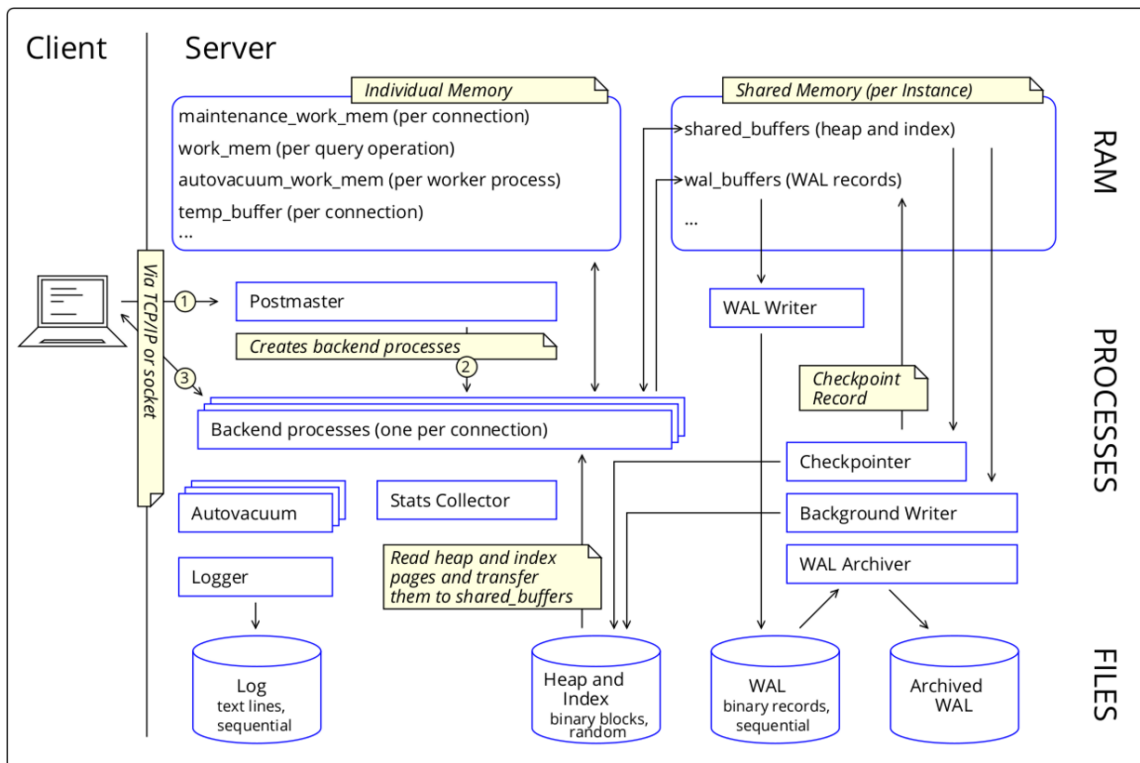 Client
Server
Individual Memory
maintenance_work_mem (per connection)
work_mem (per query operation)
autovacuum_work_mem (per worker process)
temp_buffer (per connection)
...
Shared Memory (per Instance)
shared_buffers (heap and index)
wal_buffers (WAL records)
...
RAM
Via TCP/IP or socket
1
Postmaster
Creates backend processes
2
3
Backend processes (one per connection)
WAL Writer
Checkpoint
Record
PROCESSES
Checkpointer
Autovacuum
Stats Collector
Background Writer
Logger
Read heap and index
pages and transfer
them to shared_buffers
WAL Archiver
Log
text lines,
sequential
Heap and
Index
binary blocks,
random
WAL
binary records,
sequential
Archived
WAL
FILES